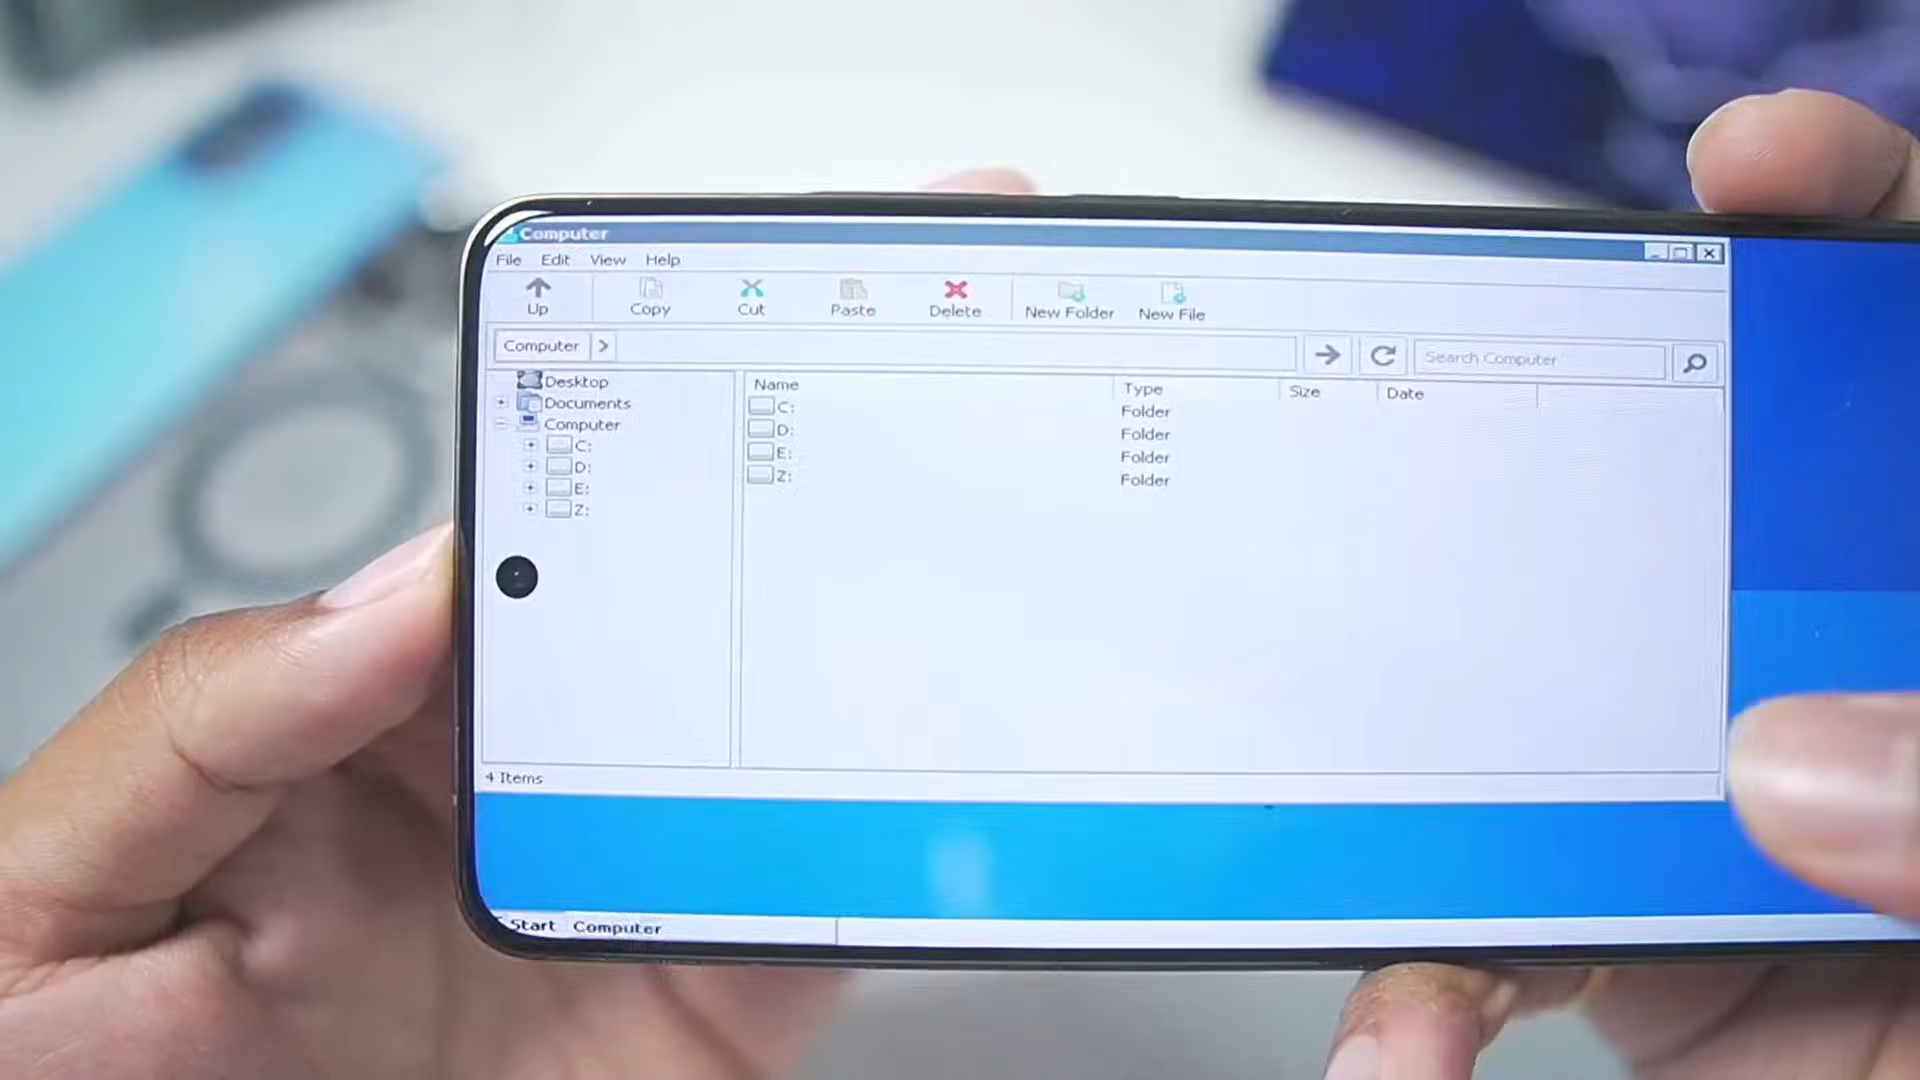 Computer
File Edit View Help
Up Copy Cut Paste Delete New Folder New File
Computer Search Computer
Desktop
Documents
Computer
C:
D:
E:
Z:
Name Type Size Date
C: Folder
D: Folder
E: Folder
Z: Folder
4 Items
Start Computer